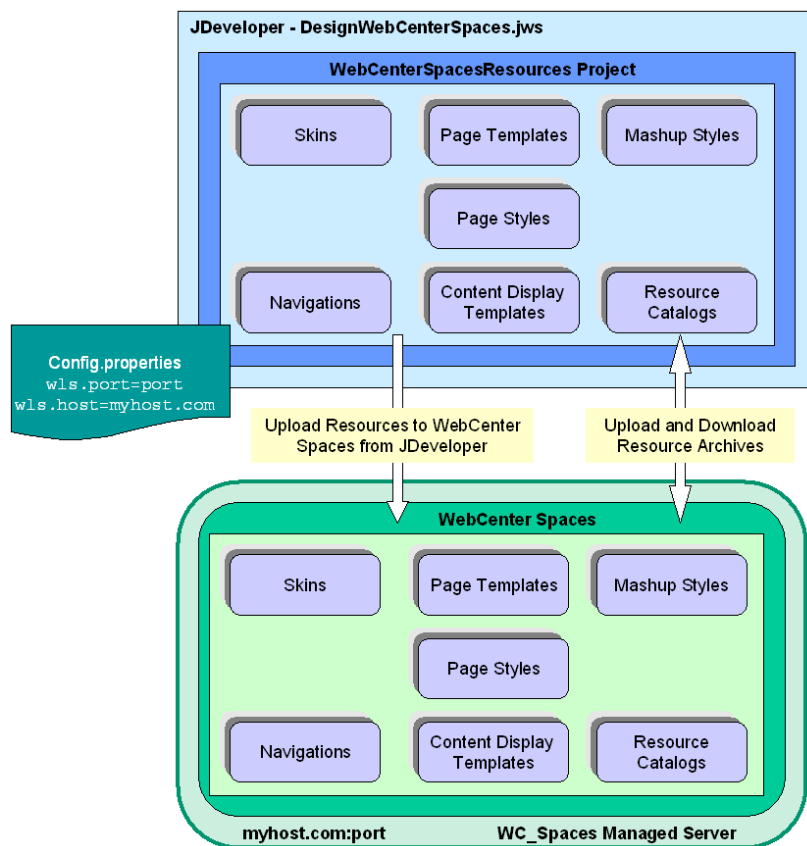 JDeveloper - DesignWebCenterSpaces.jws
WebCenterSpacesResources Project
Skins
Page Templates
Mashup Styles
Page Styles
Navigations
Content Display
Templates
Resource
Catalogs
Config.properties
wls.port=port
wls.host=myhost.com
Upload Resources to WebCenter
Spaces from JDeveloper
Upload and Download
Resource Archives
WebCenter Spaces
Skins
Page Templates
Mashup Styles
Page Styles
Navigations
Content Display
Templates
Resource
Catalogs
myhost.com:port
WC_Spaces Managed Server